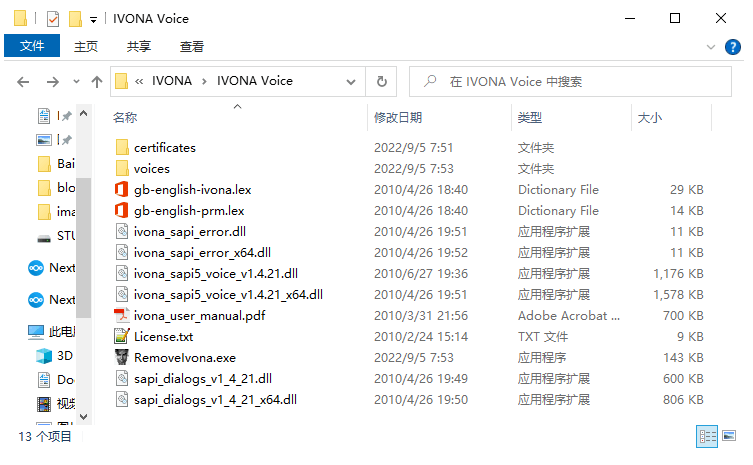 IVONA Voice
文件 主页 共享 查看
« IVONA > IVONA Voice 在 IVONA Voice 中搜索
名称 修改日期 类型 大小
certificates 2022/9/5 7:51 文件夹
voices 2022/9/5 7:53 文件夹
gb-english-ivona.lex 2010/4/26 18:40 Dictionary File 29 KB
gb-english-prm.lex 2010/4/26 18:40 Dictionary File 14 KB
ivona_sapi_error.dll 2010/4/26 19:51 应用程序扩展 11 KB
ivona_sapi_error_x64.dll 2010/4/26 19:52 应用程序扩展 11 KB
ivona_sapi5_voice_v1.4.21.dll 2010/6/27 19:36 应用程序扩展 1,176 KB
ivona_sapi5_voice_v1.4.21_x64.dll 2010/4/26 19:51 应用程序扩展 1,578 KB
ivona_user_manual.pdf 2010/3/31 21:56 Adobe Acrobat ... 700 KB
License.txt 2010/2/24 15:14 TXT 文件 9 KB
RemoveIvona.exe 2022/9/5 7:53 应用程序 143 KB
sapi_dialogs_v1_4_21.dll 2010/4/26 19:49 应用程序扩展 600 KB
sapi_dialogs_v1_4_21_x64.dll 2010/4/26 19:50 应用程序扩展 806 KB
Bai
blo
ima
STU
Next
Next
此电脑
3D
Doc
视频
13 个项目